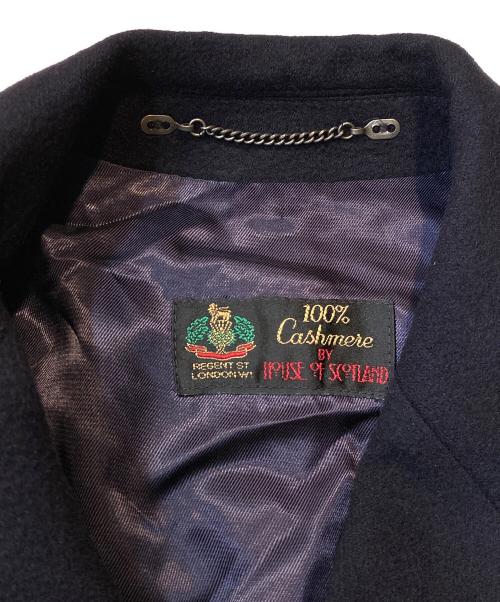 REGENT ST
LONDON W1
100%
Cashmere
BY
HOUSE OF SCOTLAND